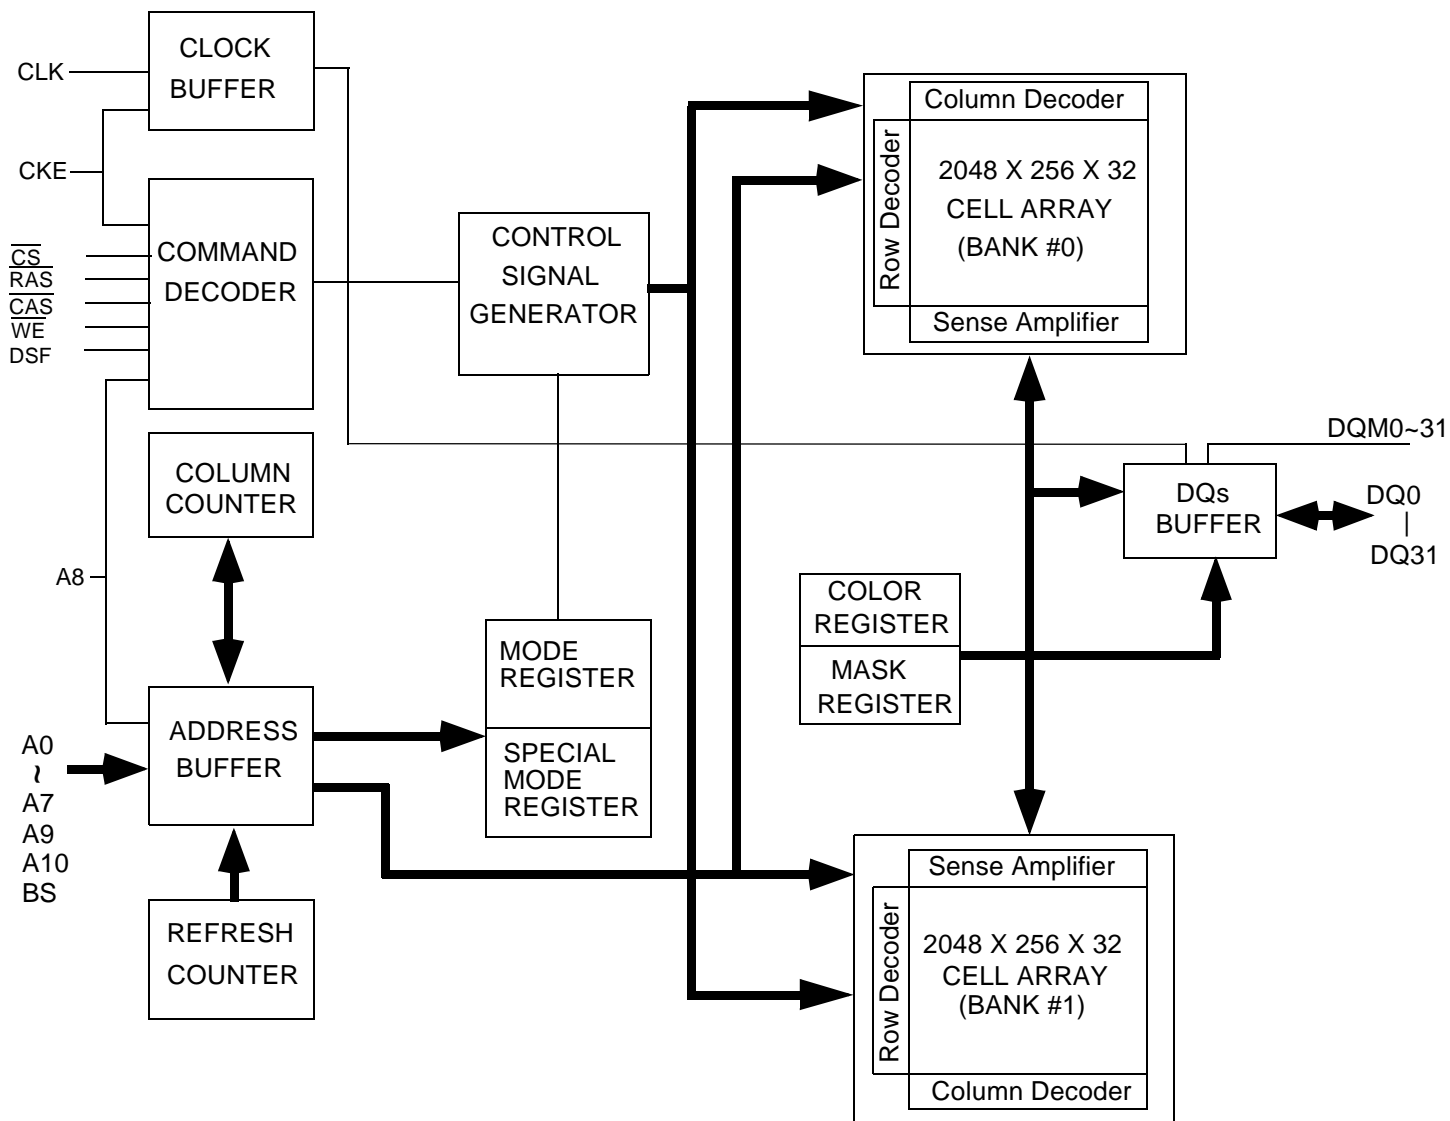 CLOCK
BUFFER
CLK
CKE
COMMAND
DECODER
CS
RAS
CAS
WE
DSF
CONTROL
SIGNAL
GENERATOR
Column Decoder
Row Decoder
2048 X 256 X 32
CELL ARRAY
(BANK #0)
Sense Amplifier
DQM0~31
DQs
BUFFER
DQ0
|
DQ31
COLUMN
COUNTER
A8
COLOR
REGISTER
MASK
REGISTER
MODE
REGISTER
SPECIAL
MODE
REGISTER
ADDRESS
BUFFER
A0
~
A7
A9
A10
BS
REFRESH
COUNTER
Sense Amplifier
Row Decoder
2048 X 256 X 32
CELL ARRAY
(BANK #1)
Column Decoder